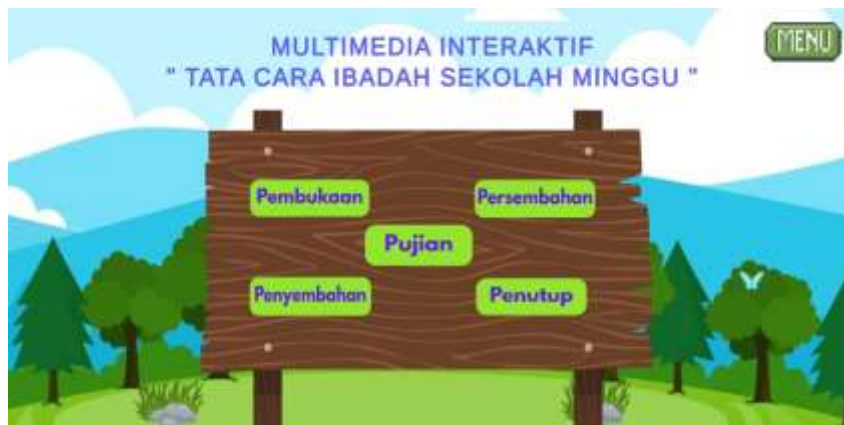 MULTIMEDIA INTERAKTIF
" TATA CARA IBADAH SEKOLAH MINGGU "
MENU
Pembukaan
Persembahan
Pujian
Penyembahan
Penutup